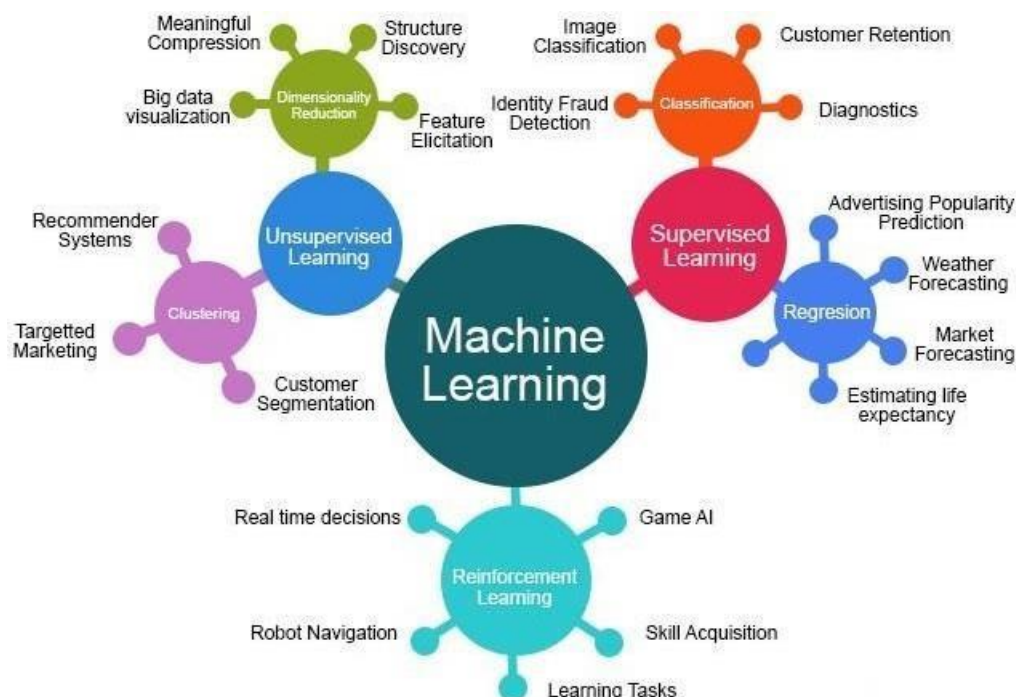 Meaningful
Compression
Structure
Discovery
Dimensionality
Reduction
Big data
visualization
Feature
Elicitation
Image
Classification
Customer Retention
Classification
Identity Fraud
Detection
Diagnostics
Unsupervised
Learning
Supervised
Learning
Recommender
Systems
Clustering
Targetted
Marketing
Customer
Segmentation
Advertising Popularity
Prediction
Weather
Forecasting
Regresion
Market
Forecasting
Estimating life
expectancy
Machine
Learning
Real time decisions
Game AI
Reinforcement
Learning
Robot Navigation
Skill Acquisition
Learning Tasks